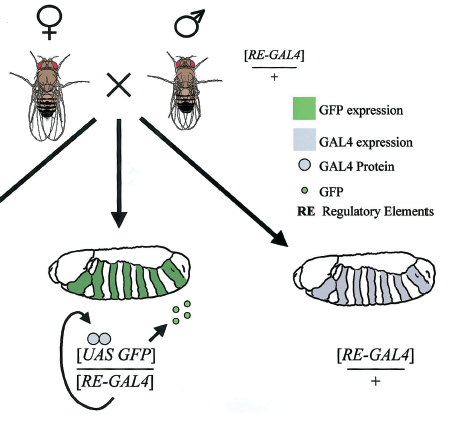 ♀ ♂
×
[RE-GAL4]
+
GFP expression
GAL4 expression
GAL4 Protein
GFP
RE Regulatory Elements
[UAS GFP]
[RE-GAL4]
[RE-GAL4]
+